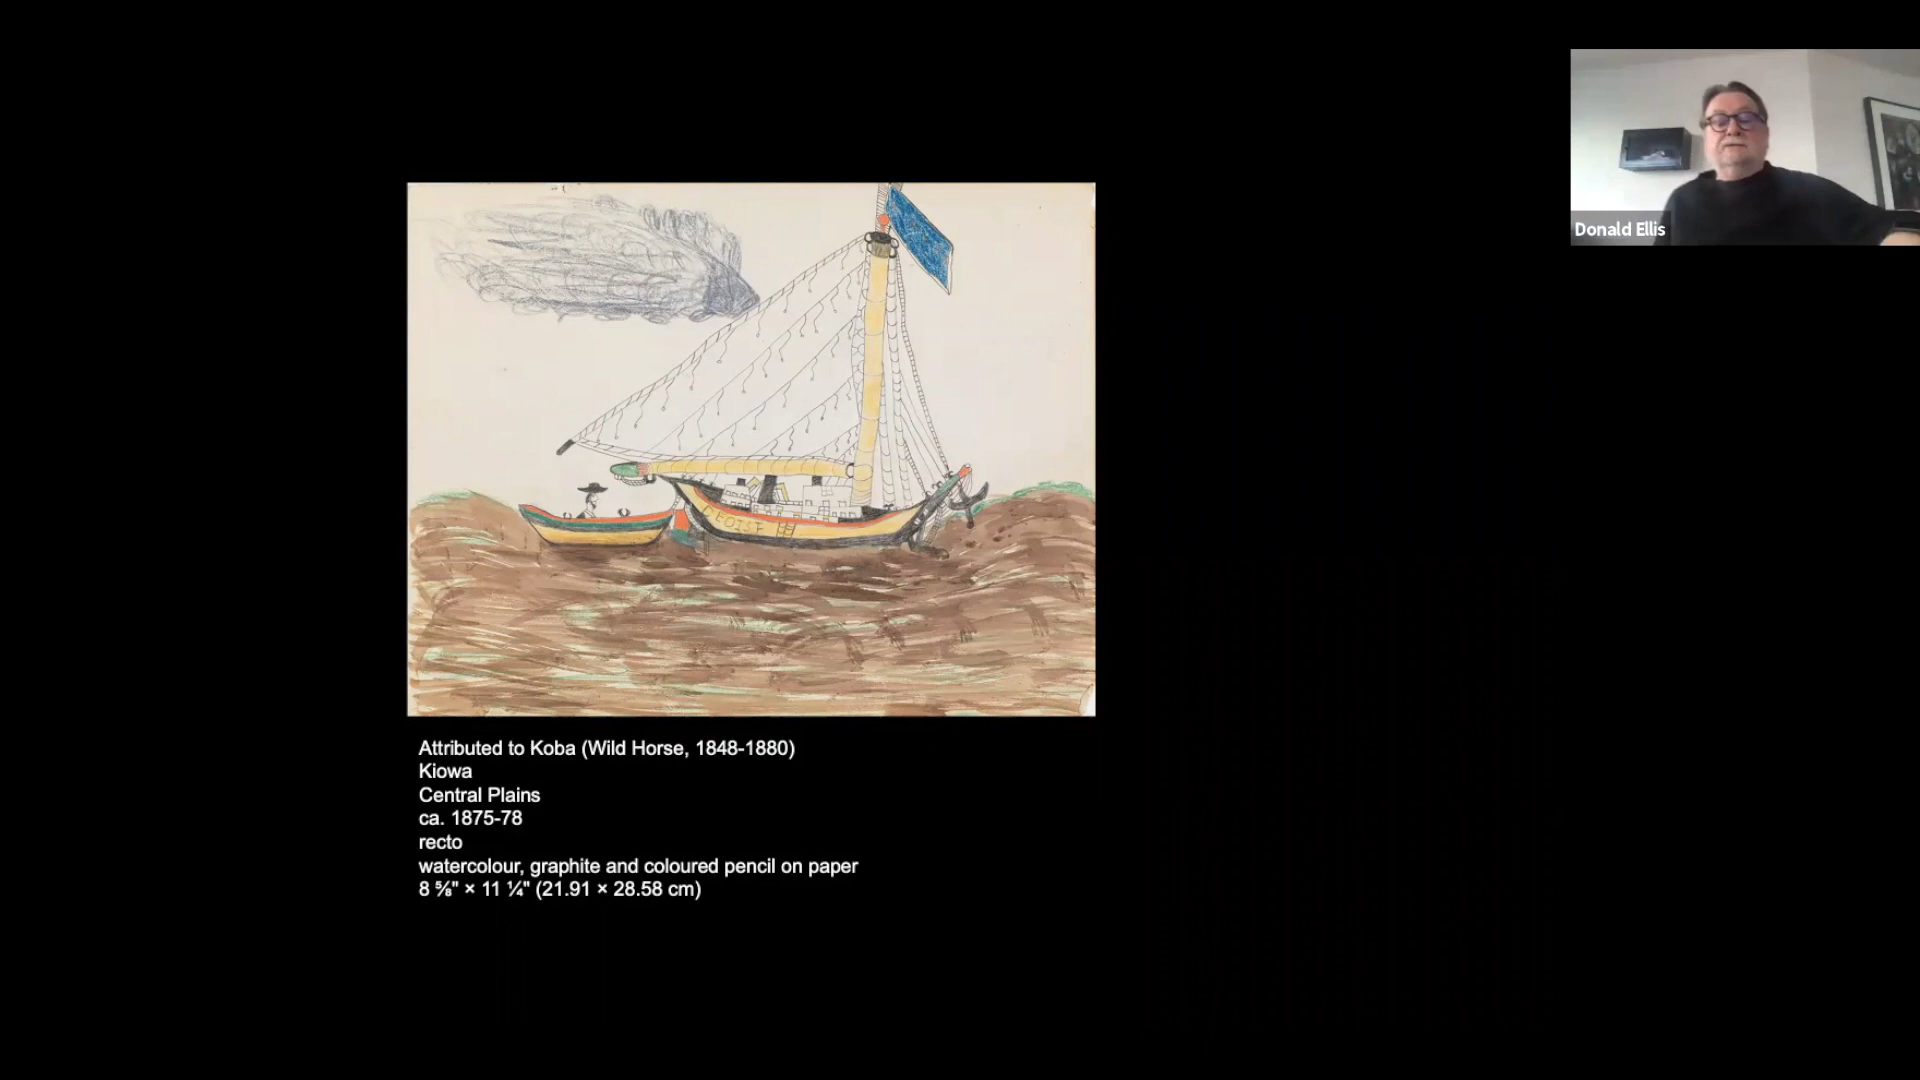 Donald Ellis
Attributed to Koba (Wild Horse, 1848-1880)
Kiowa
Central Plains
ca. 1875-78
recto
watercolour, graphite and coloured pencil on paper
8 ⅝" × 11 ¼" (21.91 × 28.58 cm)